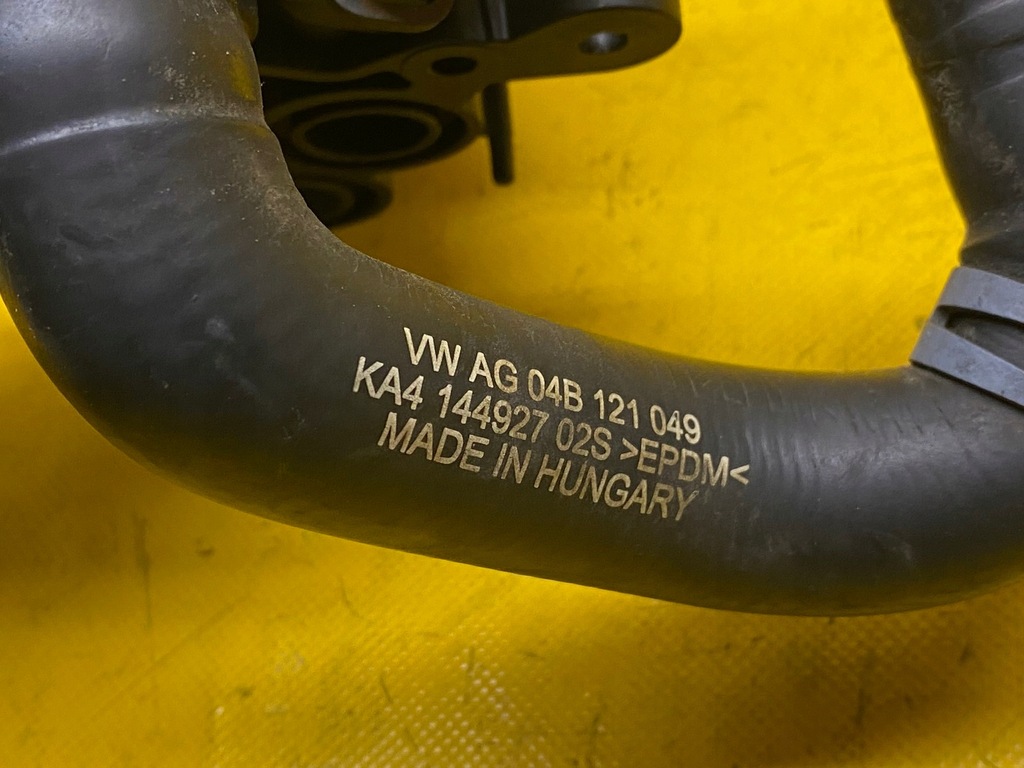 VW AG 04B 121 049
KA4 144927 02S >EPDM<
MADE IN HUNGARY